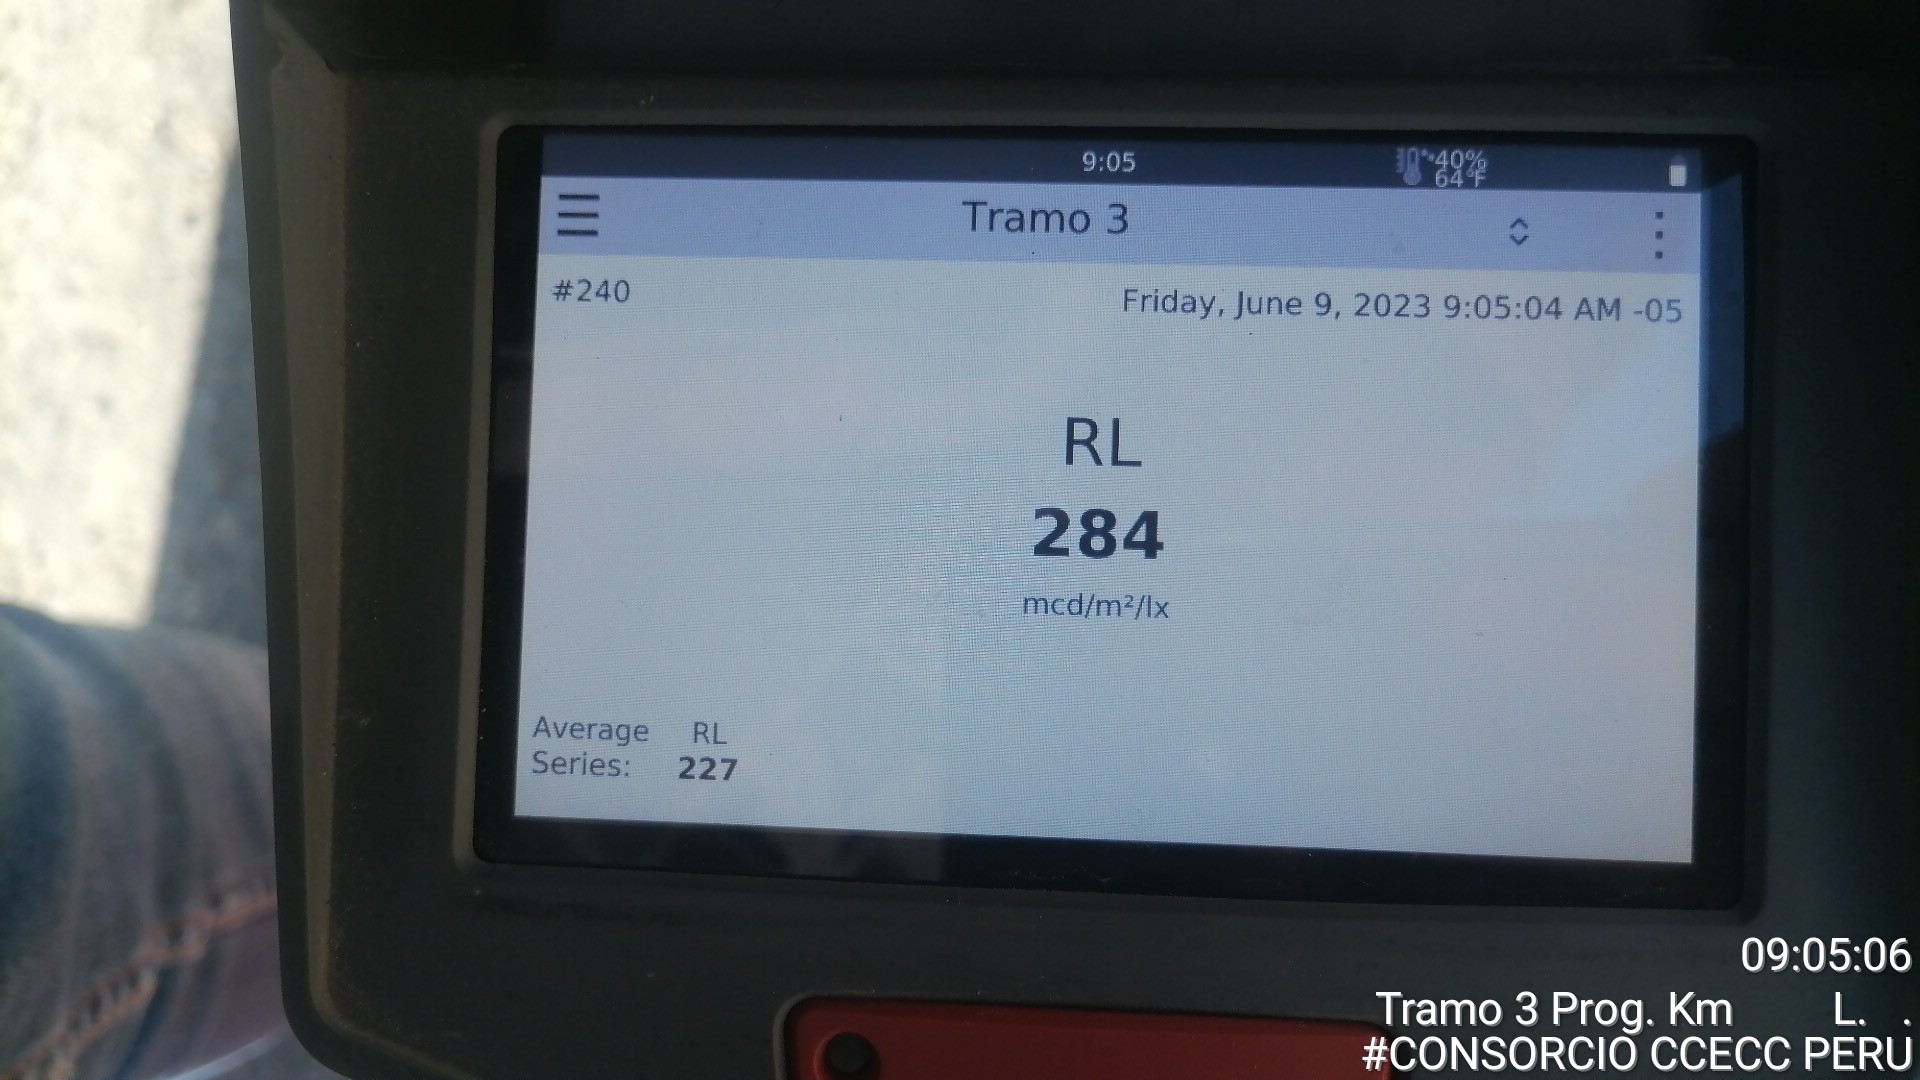 9:05
40%
64°F
Tramo 3
#240
Friday, June 9, 2023 9:05:04 AM -05
RL
284
mcd/m²/lx
Average RL
Series: 227
09:05:06
Tramo 3 Prog. Km L. .
#CONSORCIO CCECC PERU